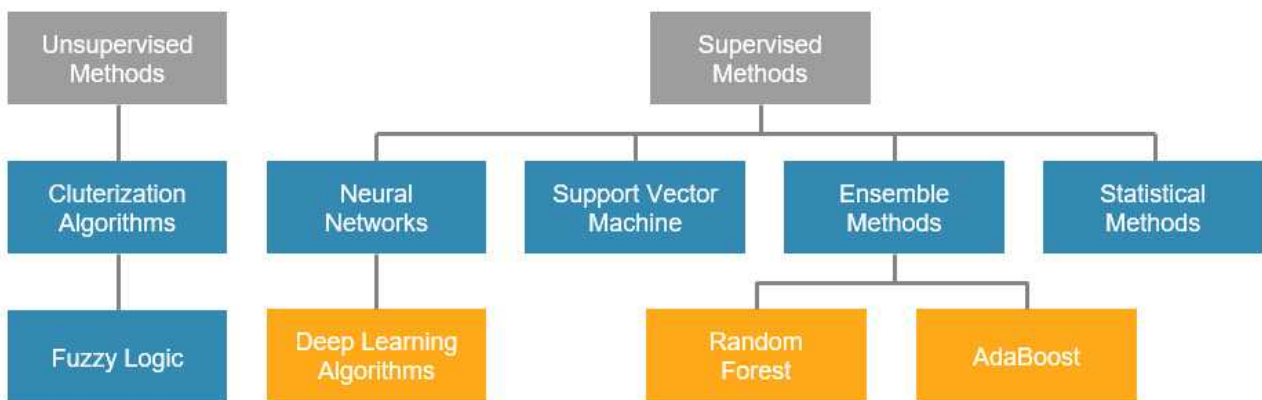 Unsupervised
Methods
Supervised
Methods
Cluterization
Algorithms
Neural
Networks
Support Vector
Machine
Ensemble
Methods
Statistical
Methods
Fuzzy Logic
Deep Learning
Algorithms
Random
Forest
AdaBoost